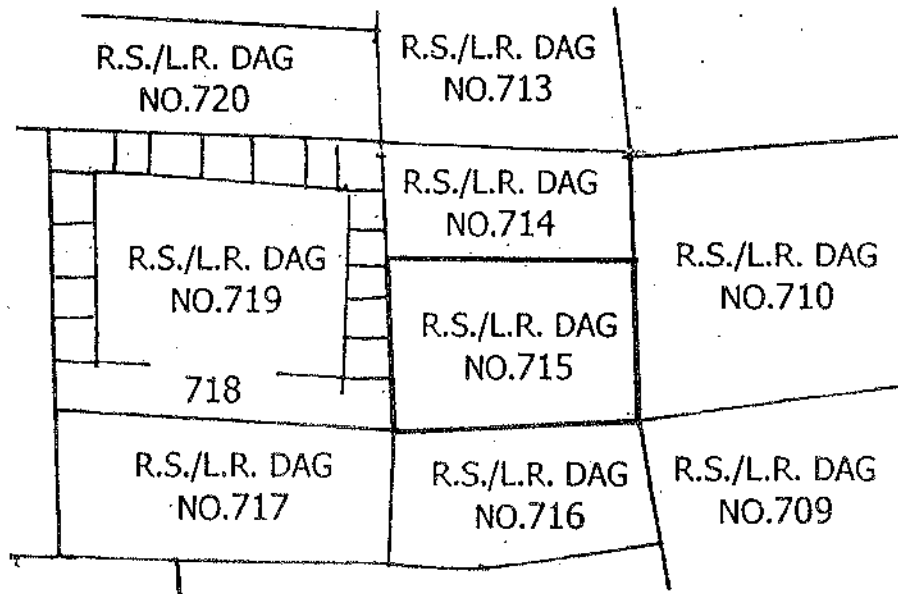 R.S./L.R. DAG
NO.720
R.S./L.R. DAG
NO.713
R.S./L.R. DAG
NO.714
R.S./L.R. DAG
NO.719
R.S./L.R. DAG
NO.710
R.S./L.R. DAG
NO.715
718
R.S./L.R. DAG
NO.717
R.S./L.R. DAG
NO.716
R.S./L.R. DAG
NO.709